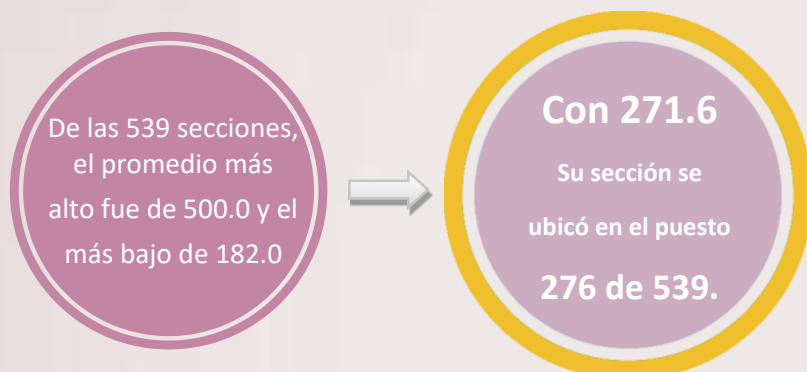 De las 539 secciones,
el promedio más
alto fue de 500.0 y el
más bajo de 182.0
Con 271.6
Su sección se
ubicó en el puesto
276 de 539.